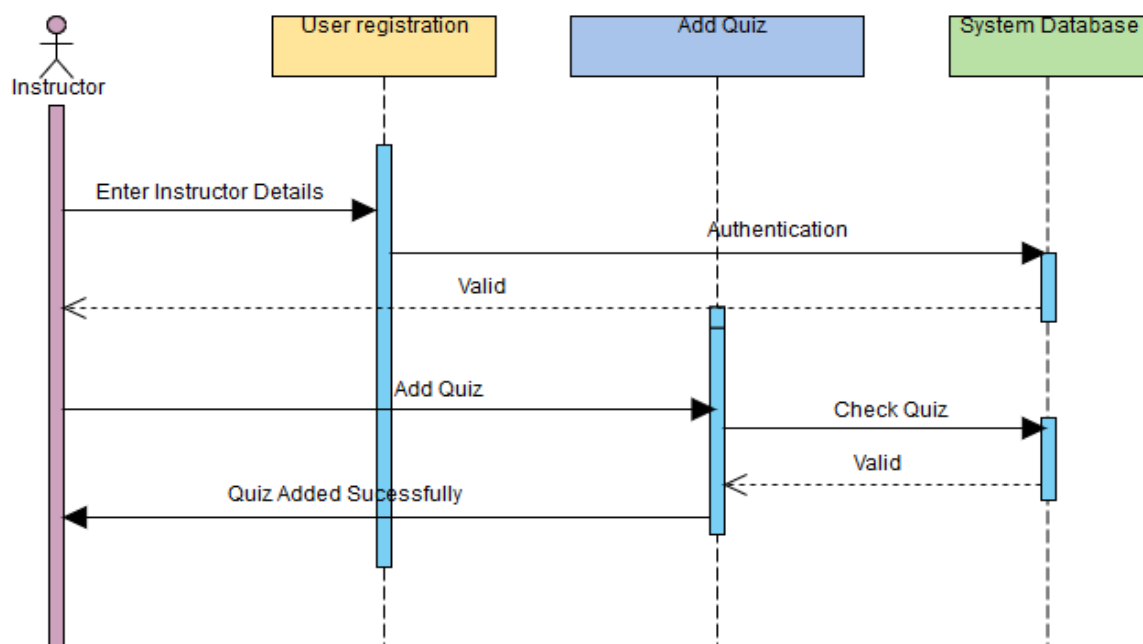 User registration
Add Quiz
System Database
Instructor
Enter Instructor Details
Authentication
Valid
Add Quiz
Check Quiz
Valid
Quiz Added Sucessfully